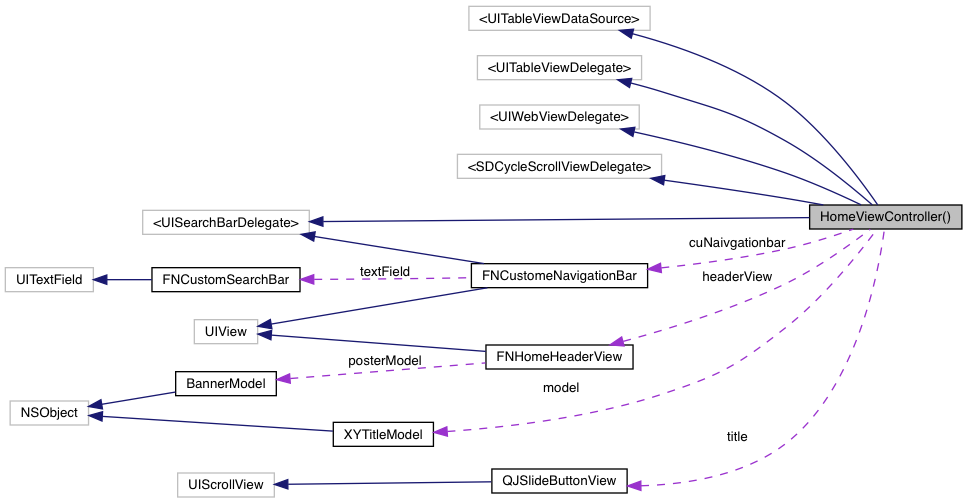 <UITableViewDataSource>
<UITableViewDelegate>
<UIWebViewDelegate>
<SDCycleScrollViewDelegate>
HomeViewController()
<UISearchBarDelegate>
cuNaivgationbar
UITextField
FNCustomSearchBar
textField
FNCustomeNavigationBar
headerView
UIView
FNHomeHeaderView
posterModel
BannerModel
model
NSObject
XYTitleModel
title
UIScrollView
QJSlideButtonView